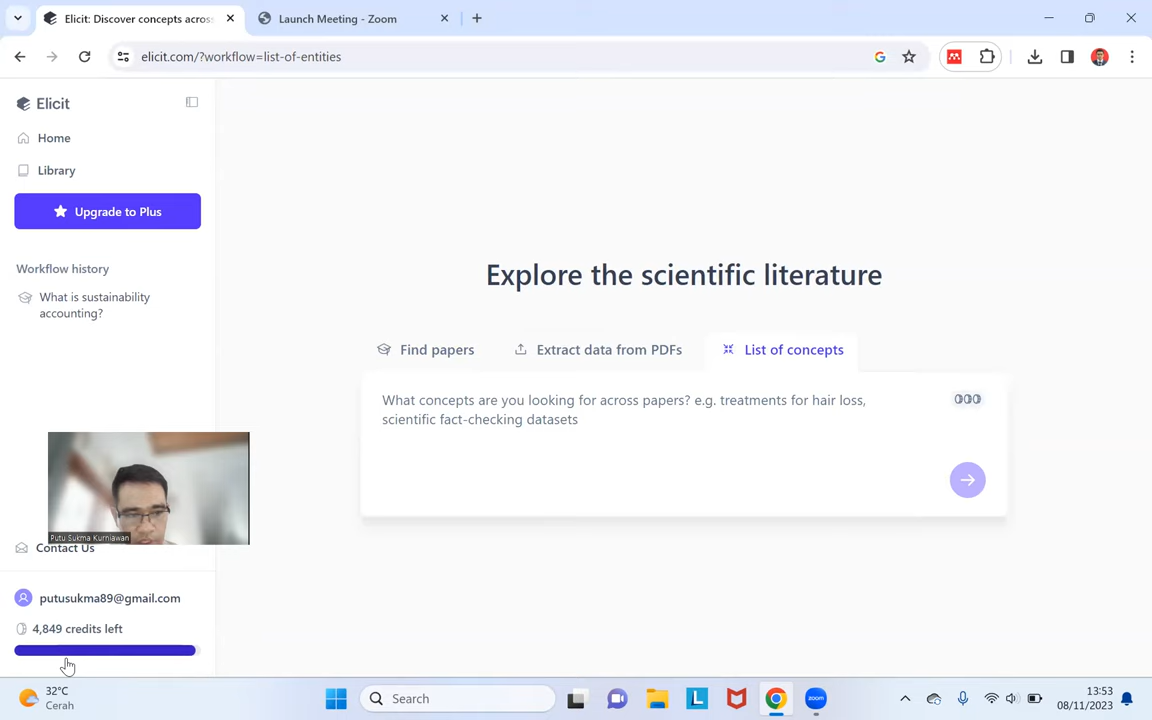 Elicit: Discover concepts across
Launch Meeting - Zoom
elicit.com/?workflow=list-of-entities
Elicit
Home
Library
Upgrade to Plus
Workflow history
What is sustainability
accounting?
Explore the scientific literature
Find papers
Extract data from PDFs
List of concepts
What concepts are you looking for across papers? e.g. treatments for hair loss,
scientific fact-checking datasets
Putu Sukma Kurniawan
Contact Us
putusukma89@gmail.com
4,849 credits left
32°C
Cerah
Search
L
zoom
13:53
08/11/2023